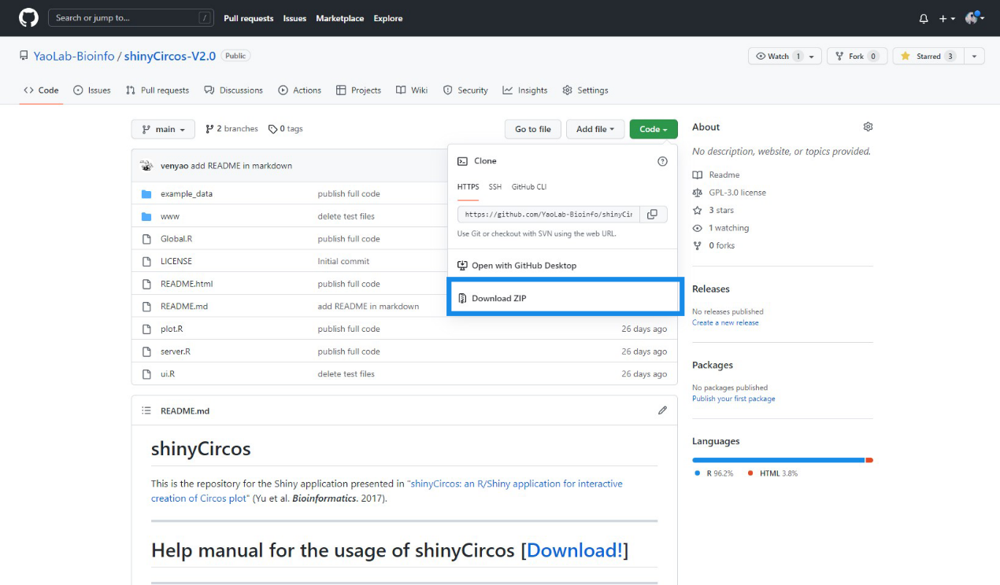 Search or jump to... / Pull requests Issues Marketplace Explore
YaoLab-Bioinfo / shinyCircos-V2.0 Public Watch 1 Fork 0 Starred 3
<> Code Issues Pull requests Discussions Actions Projects Wiki Security Insights Settings
main 2 branches 0 tags Go to file Add file Code
venyao add README in markdown
example_data publish full code
www delete test files
Global.R publish full code
LICENSE Initial commit
README.html publish full code
README.md add README in markdown
plot.R publish full code 26 days ago
server.R publish full code 26 days ago
ui.R delete test files 26 days ago
Clone
HTTPS SSH GitHub CLI
https://github.com/YaoLab-Bioinfo/shinyCir
Use Git or checkout with SVN using the web URL.
Open with GitHub Desktop
Download ZIP
README.md
shinyCircos
This is the repository for the Shiny application presented in "shinyCircos: an R/Shiny application for interactive
creation of Circos plot" (Yu et al. Bioinformatics. 2017).
Help manual for the usage of shinyCircos [Download!]
About
No description, website, or topics provided.
Readme
GPL-3.0 license
3 stars
1 watching
0 forks
Releases
No releases published
Create a new release
Packages
No packages published
Publish your first package
Languages
R 96.2% HTML 3.8%